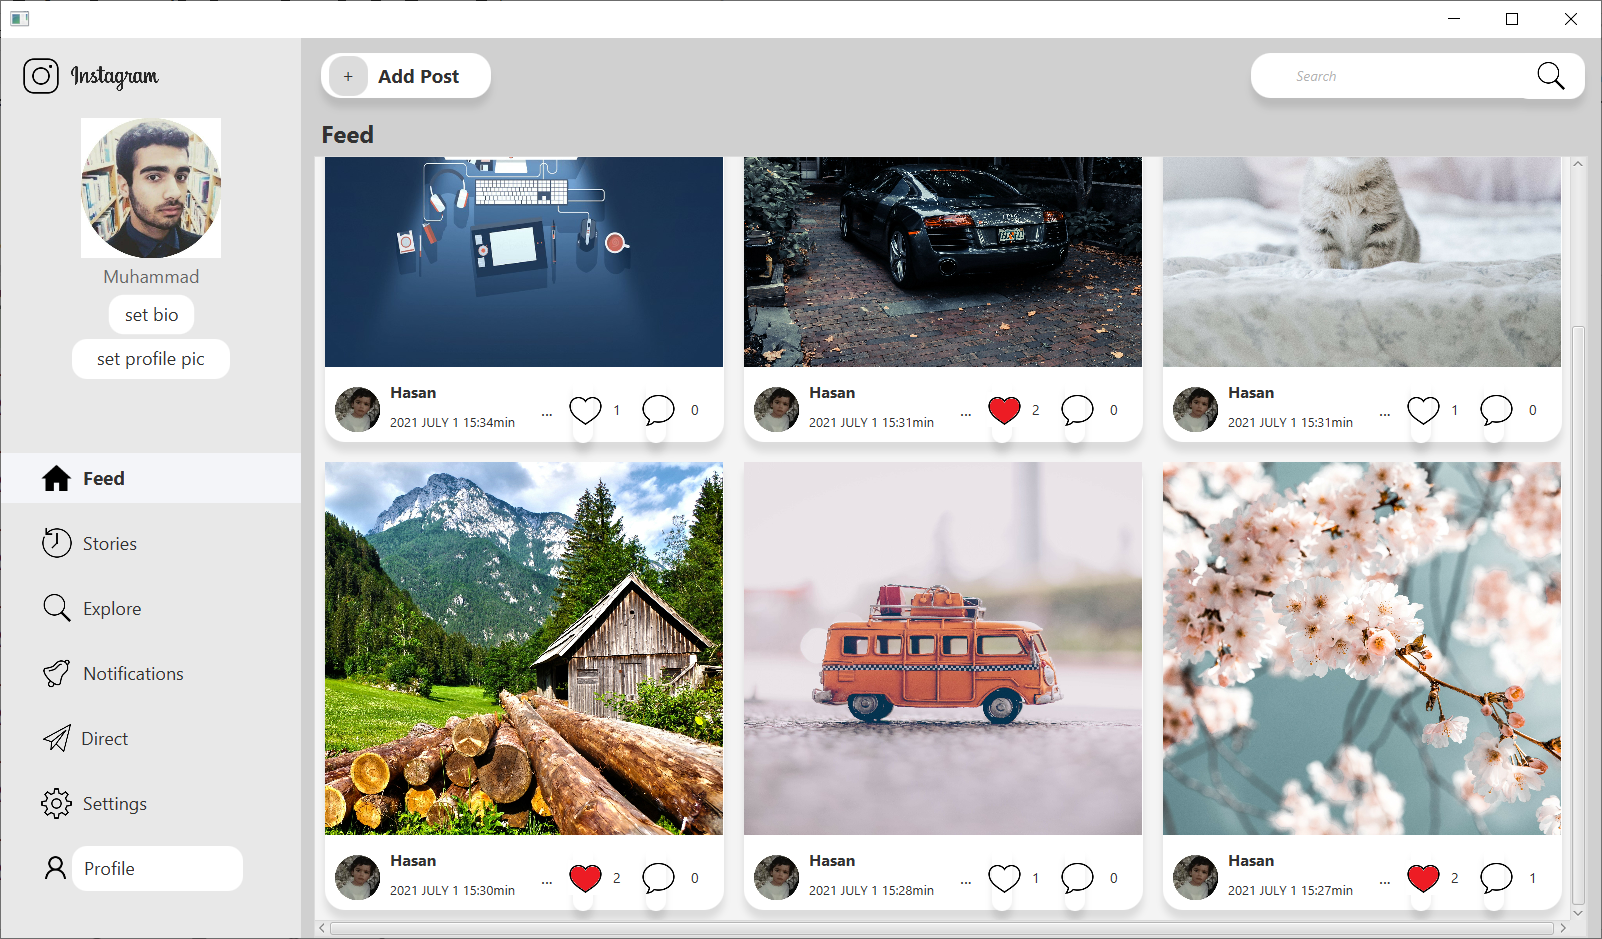 Instagram
+ Add Post
Search
Muhammad
set bio
set profile pic
Feed
Stories
Explore
Notifications
Direct
Settings
Profile
Feed
Hasan
2021 JULY 1 15:34min
... 1 0
Hasan
2021 JULY 1 15:31min
... 2 0
Hasan
2021 JULY 1 15:31min
... 1 0
Hasan
2021 JULY 1 15:30min
... 2 0
Hasan
2021 JULY 1 15:28min
... 1 0
Hasan
2021 JULY 1 15:27min
... 2 1